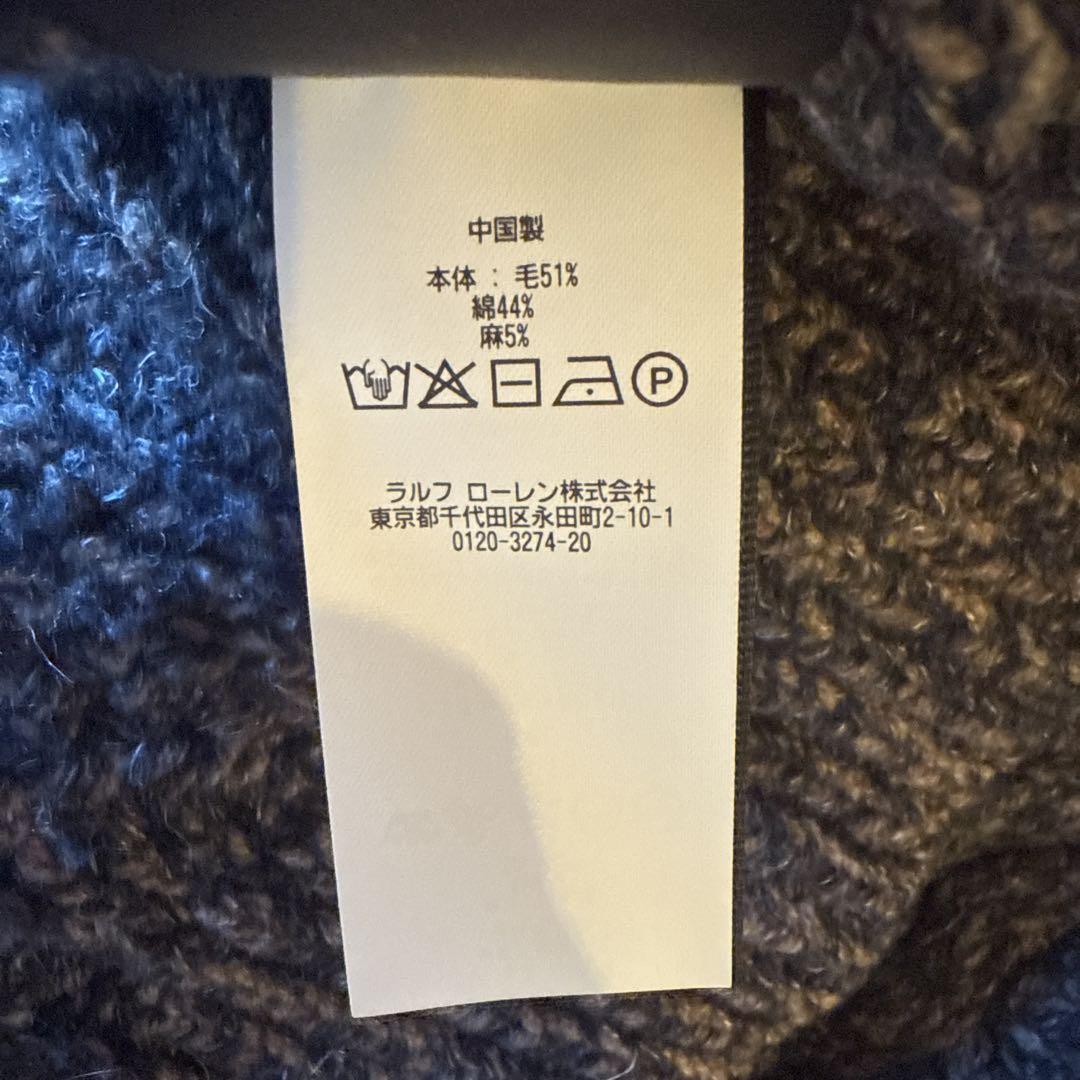 中国製
本体 : 毛51%
綿44%
麻5%
P
ラルフ ローレン株式会社
東京都千代田区永田町2-10-1
0120-3274-20